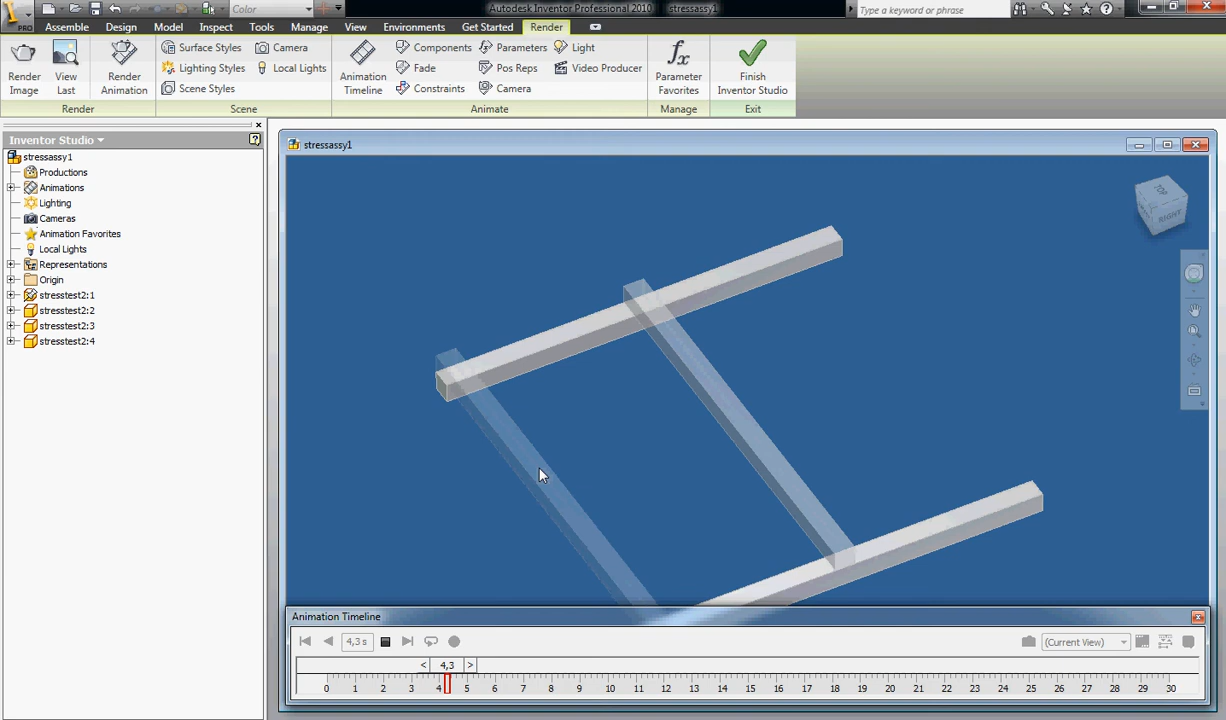 Color
Autodesk Inventor Professional 2010 stressassy1
Type a keyword or phrase
PRO
Assemble Design Model Inspect Tools Manage View Environments Get Started Render
Surface Styles Camera Components Parameters Light
Render Image View Last Render Animation Lighting Styles Local Lights Animation Timeline Fade Pos Reps Video Producer Parameter Favorites Finish Inventor Studio
Scene Styles Constraints Camera
Render Scene Animate Manage Exit
Inventor Studio
stressassy1
Productions
Animations
Lighting
Cameras
Animation Favorites
Local Lights
Representations
Origin
stresstest2:1
stresstest2:2
stresstest2:3
stresstest2:4
stressassy1
TOP
RIGHT
Animation Timeline
4,3 s (Current View)
< 4,3 >
0 1 2 3 4 5 6 7 8 9 10 11 12 13 14 15 16 17 18 19 20 21 22 23 24 25 26 27 28 29 30